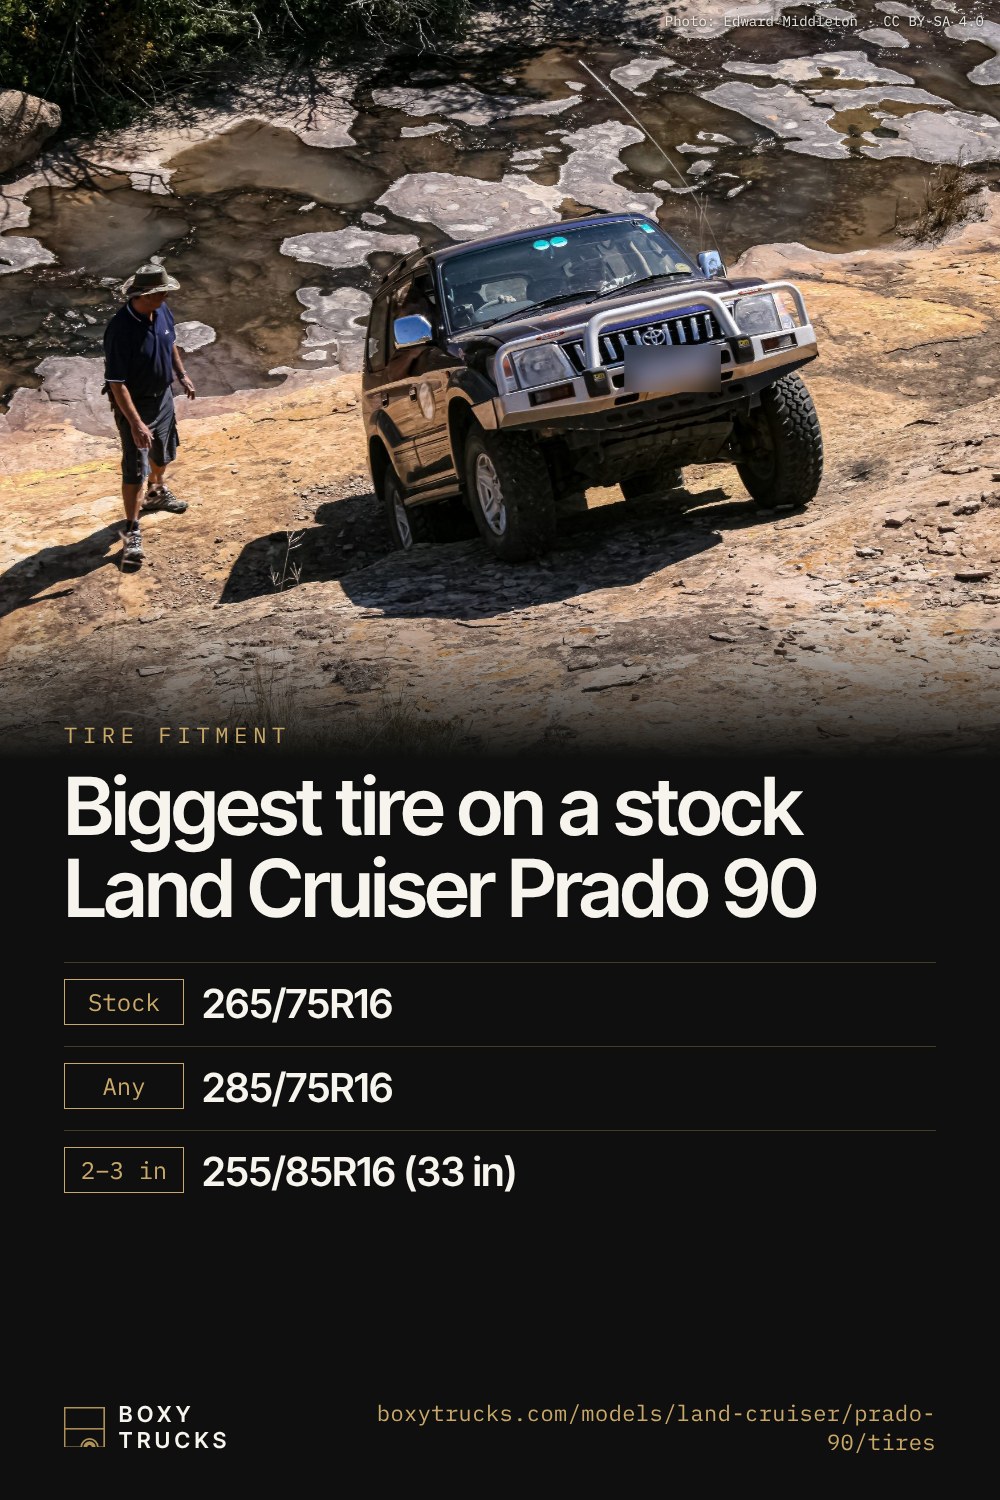 Photo: Edward Middleton · CC BY-SA 4.0
TIRE FITMENT
Biggest tire on a stock
Land Cruiser Prado 90
Stock 265/75R16
Any 285/75R16
2–3 in 255/85R16 (33 in)
BOXY
TRUCKS
boxytrucks.com/models/land-cruiser/prado-
90/tires